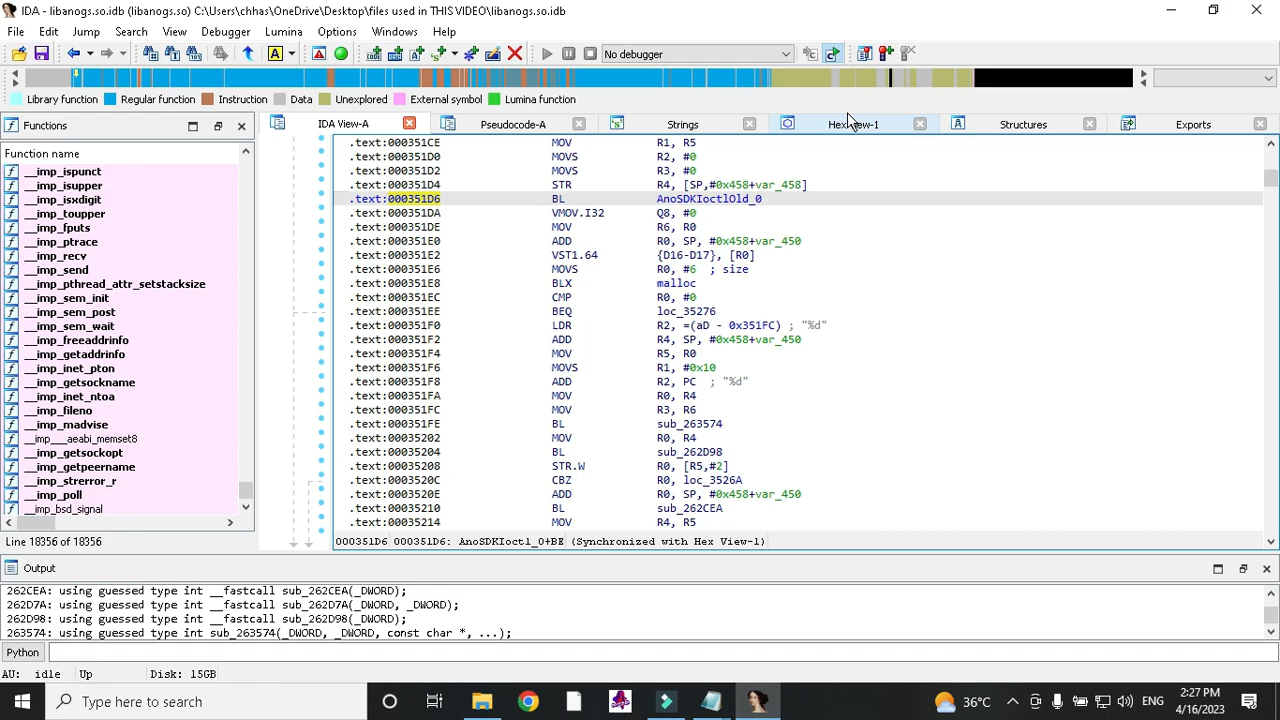 IDA - libanogs.so.idb (libanogs.so) C:\Users\chhas\OneDrive\Desktop\files used in THIS VIDEO\libanogs.so.idb
File Edit Jump Search View Debugger Lumina Options Windows Help
No debugger
Library function Regular function Instruction Data Unexplored External symbol Lumina function
Functions
IDA View-A Pseudocode-A Strings Hex View-1 Structures Exports
Function name
__imp_ispunct
__imp_isupper
__imp_isxdigit
__imp_toupper
__imp_fputs
__imp_ptrace
__imp_recv
__imp_send
__imp_pthread_attr_setstacksize
__imp_sem_init
__imp_sem_post
__imp_sem_wait
__imp_freeaddrinfo
__imp_getaddrinfo
__imp_inet_pton
__imp_getsockname
__imp_inet_ntoa
__imp_fileno
__imp_madvise
__imp___aeabi_memset8
__imp_getsockopt
__imp_getpeername
__imp_strerror_r
__imp_poll
__imp_bsd_signal
Line 18356 of 18356
.text:000351CE MOV R1, R5
.text:000351D0 MOVS R2, #0
.text:000351D2 MOVS R3, #0
.text:000351D4 STR R4, [SP,#0x458+var_458]
.text:000351D6 BL AnoSDKIoctlOld_0
.text:000351DA VMOV.I32 Q8, #0
.text:000351DE MOV R6, R0
.text:000351E0 ADD R0, SP, #0x458+var_450
.text:000351E2 VST1.64 {D16-D17}, [R0]
.text:000351E6 MOVS R0, #6 ; size
.text:000351E8 BLX malloc
.text:000351EC CMP R0, #0
.text:000351EE BEQ loc_35276
.text:000351F0 LDR R2, =(aD - 0x351FC) ; "%d"
.text:000351F2 ADD R4, SP, #0x458+var_450
.text:000351F4 MOV R5, R0
.text:000351F6 MOVS R1, #0x10
.text:000351F8 ADD R2, PC ; "%d"
.text:000351FA MOV R0, R4
.text:000351FC MOV R3, R6
.text:000351FE BL sub_263574
.text:00035202 MOV R0, R4
.text:00035204 BL sub_262D98
.text:00035208 STR.W R0, [R5,#2]
.text:0003520C CBZ R0, loc_3526A
.text:0003520E ADD R0, SP, #0x458+var_450
.text:00035210 BL sub_262CEA
.text:00035214 MOV R4, R5
000351D6 000351D6: AnoSDKIoctl_0+BE (Synchronized with Hex View-1)
Output
262CEA: using guessed type int __fastcall sub_262CEA(_DWORD);
262D7A: using guessed type int __fastcall sub_262D7A(_DWORD, _DWORD);
262D98: using guessed type int __fastcall sub_262D98(_DWORD);
263574: using guessed type int sub_263574(_DWORD, _DWORD, const char *, ...);
Python
AU: idle Up Disk: 15GB
Type here to search
36°C
ENG
2:27 PM
4/16/2023